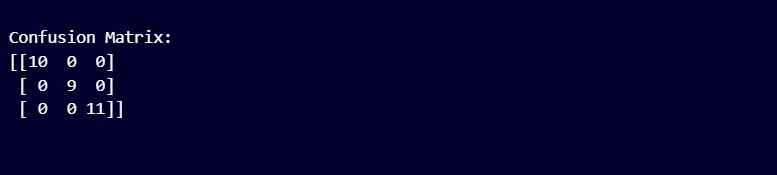 Confusion Matrix:
[[10  0  0]
 [ 0  9  0]
 [ 0  0 11]]